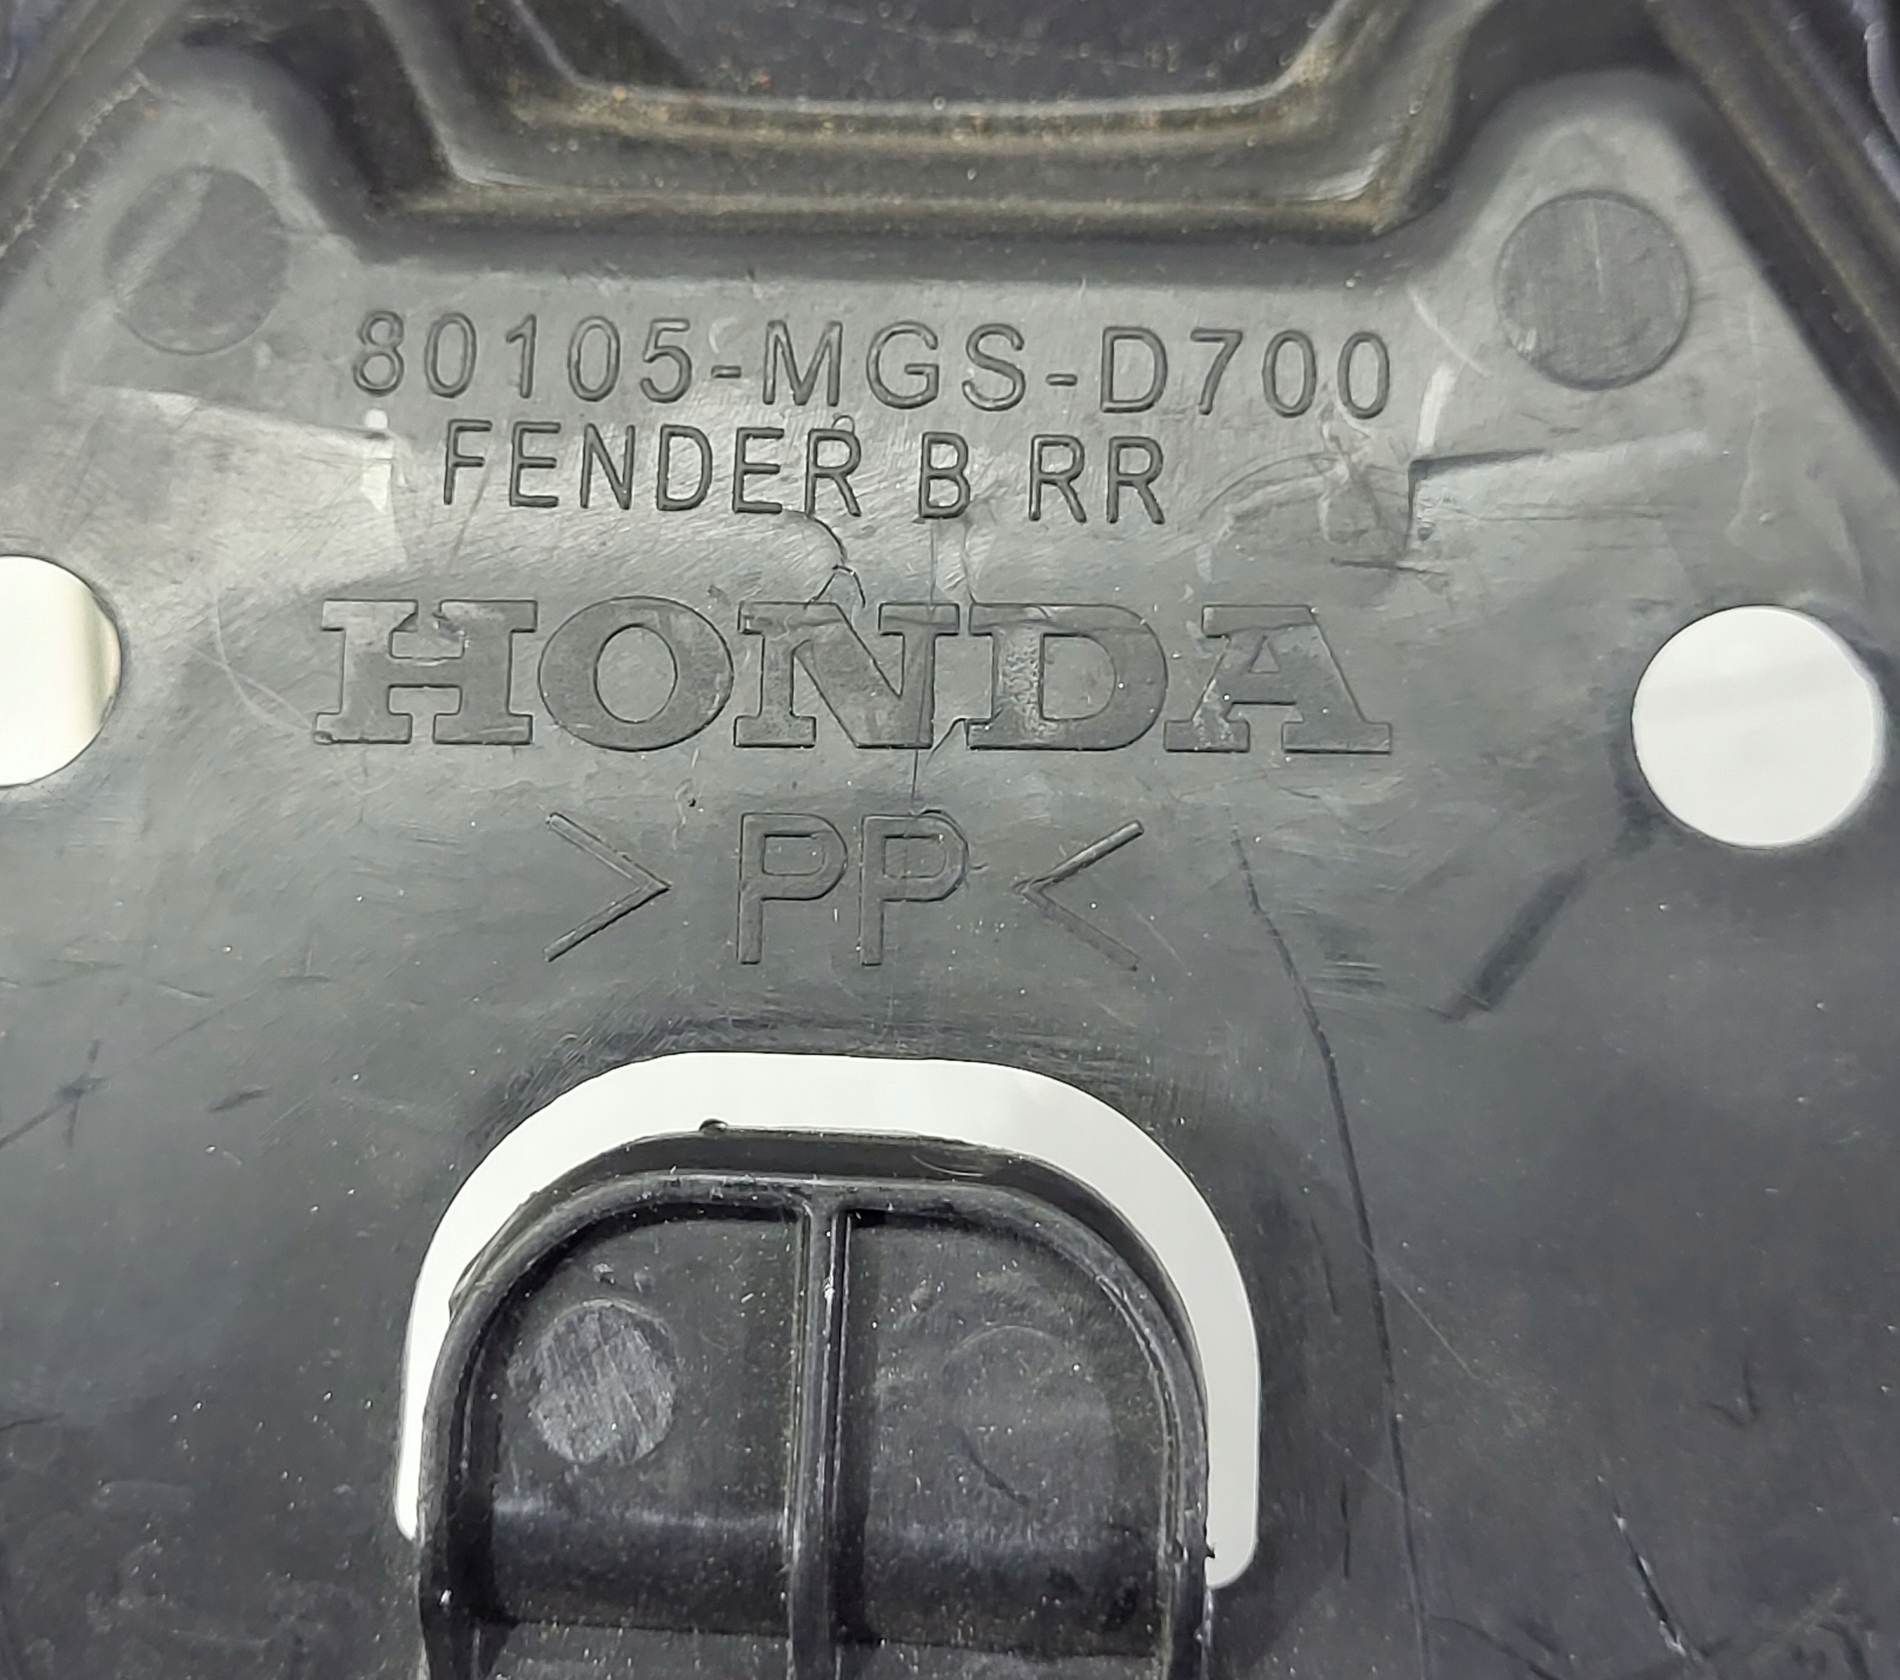 80105-MGS-D700
FENDER B RR
HONDA
>PP<